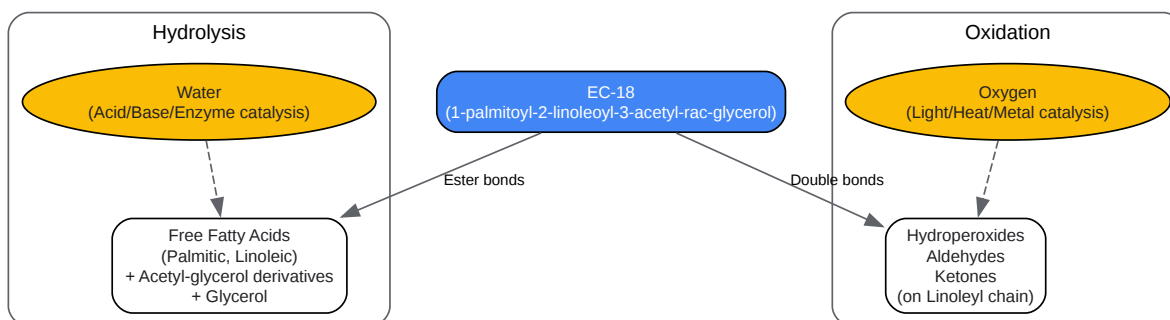 Hydrolysis
Water
(Acid/Base/Enzyme catalysis)
EC-18
(1-palmitoyl-2-linoleoyl-3-acetyl-rac-glycerol)
Oxidation
Oxygen
(Light/Heat/Metal catalysis)
Ester bonds
Double bonds
Free Fatty Acids
(Palmitic, Linoleic)
+ Acetyl-glycerol derivatives
+ Glycerol
Hydroperoxides
Aldehydes
Ketones
(on Linoleyl chain)